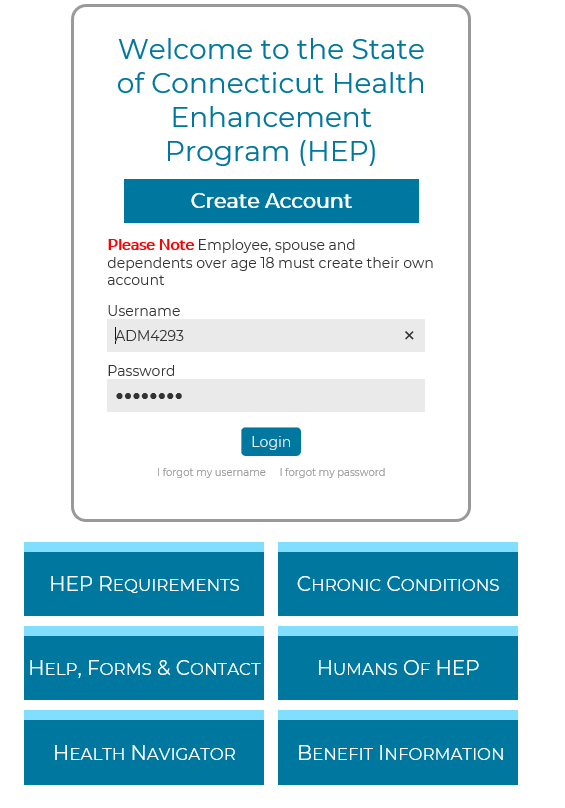 Welcome to the State
of Connecticut Health
Enhancement
Program (HEP)
Create Account
Please Note Employee, spouse and
dependents over age 18 must create their own
account
Username
ADM4293 ×
Password
••••••••
Login
I forgot my username I forgot my password
HEP REQUIREMENTS
CHRONIC CONDITIONS
HELP, FORMS & CONTACT
HUMANS OF HEP
HEALTH NAVIGATOR
BENEFIT INFORMATION